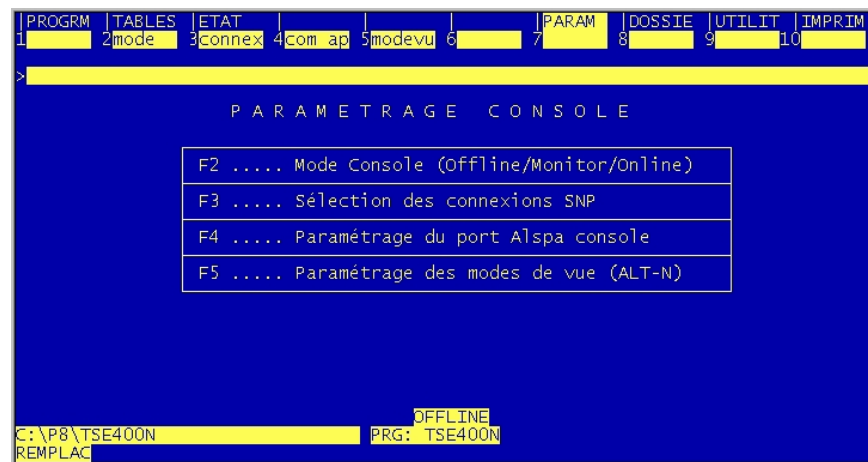 |PROGRM |TABLES |ETAT | | | |PARAM |DOSSIE |UTILIT |IMPRIM
1 2mode 3connex 4com ap 5modevu 6 7 8 9 10
>
P A R A M E T R A G E C O N S O L E
F2 ..... Mode Console (Offline/Monitor/Online)
F3 ..... Sélection des connexions SNP
F4 ..... Paramétrage du port Alspa console
F5 ..... Paramétrage des modes de vue (ALT-N)
OFFLINE
C:\P8\TSE400N PRG: TSE400N
REMPLAC